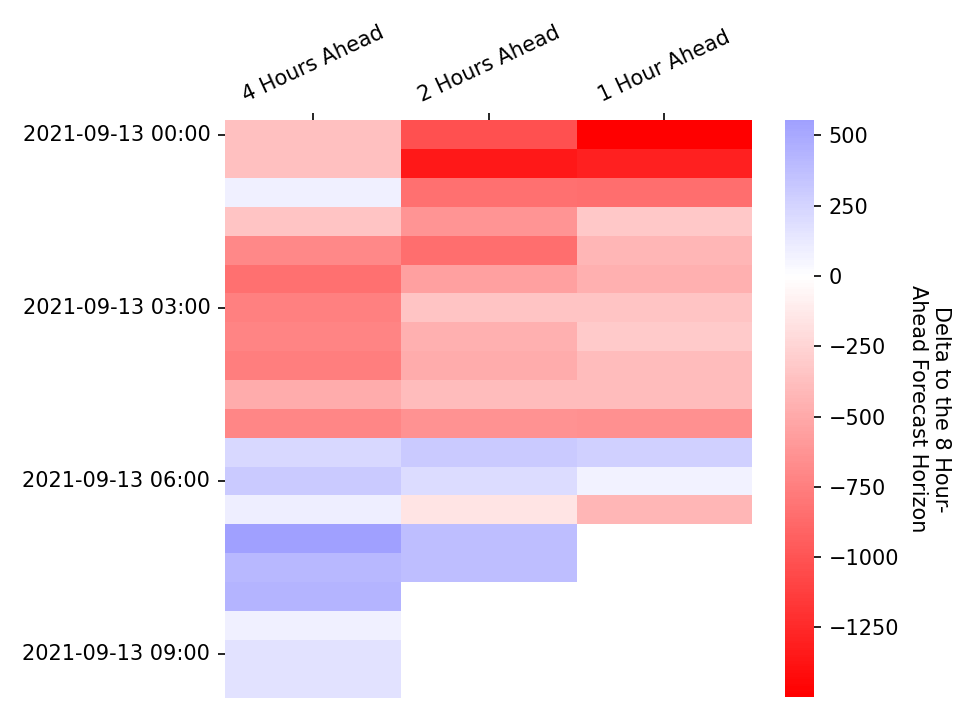 4 Hours Ahead
2 Hours Ahead
1 Hour Ahead
2021-09-13 00:00
2021-09-13 03:00
2021-09-13 06:00
2021-09-13 09:00
500
250
0
−250
−500
−750
−1000
−1250
Delta to the 8 Hour-
Ahead Forecast Horizon